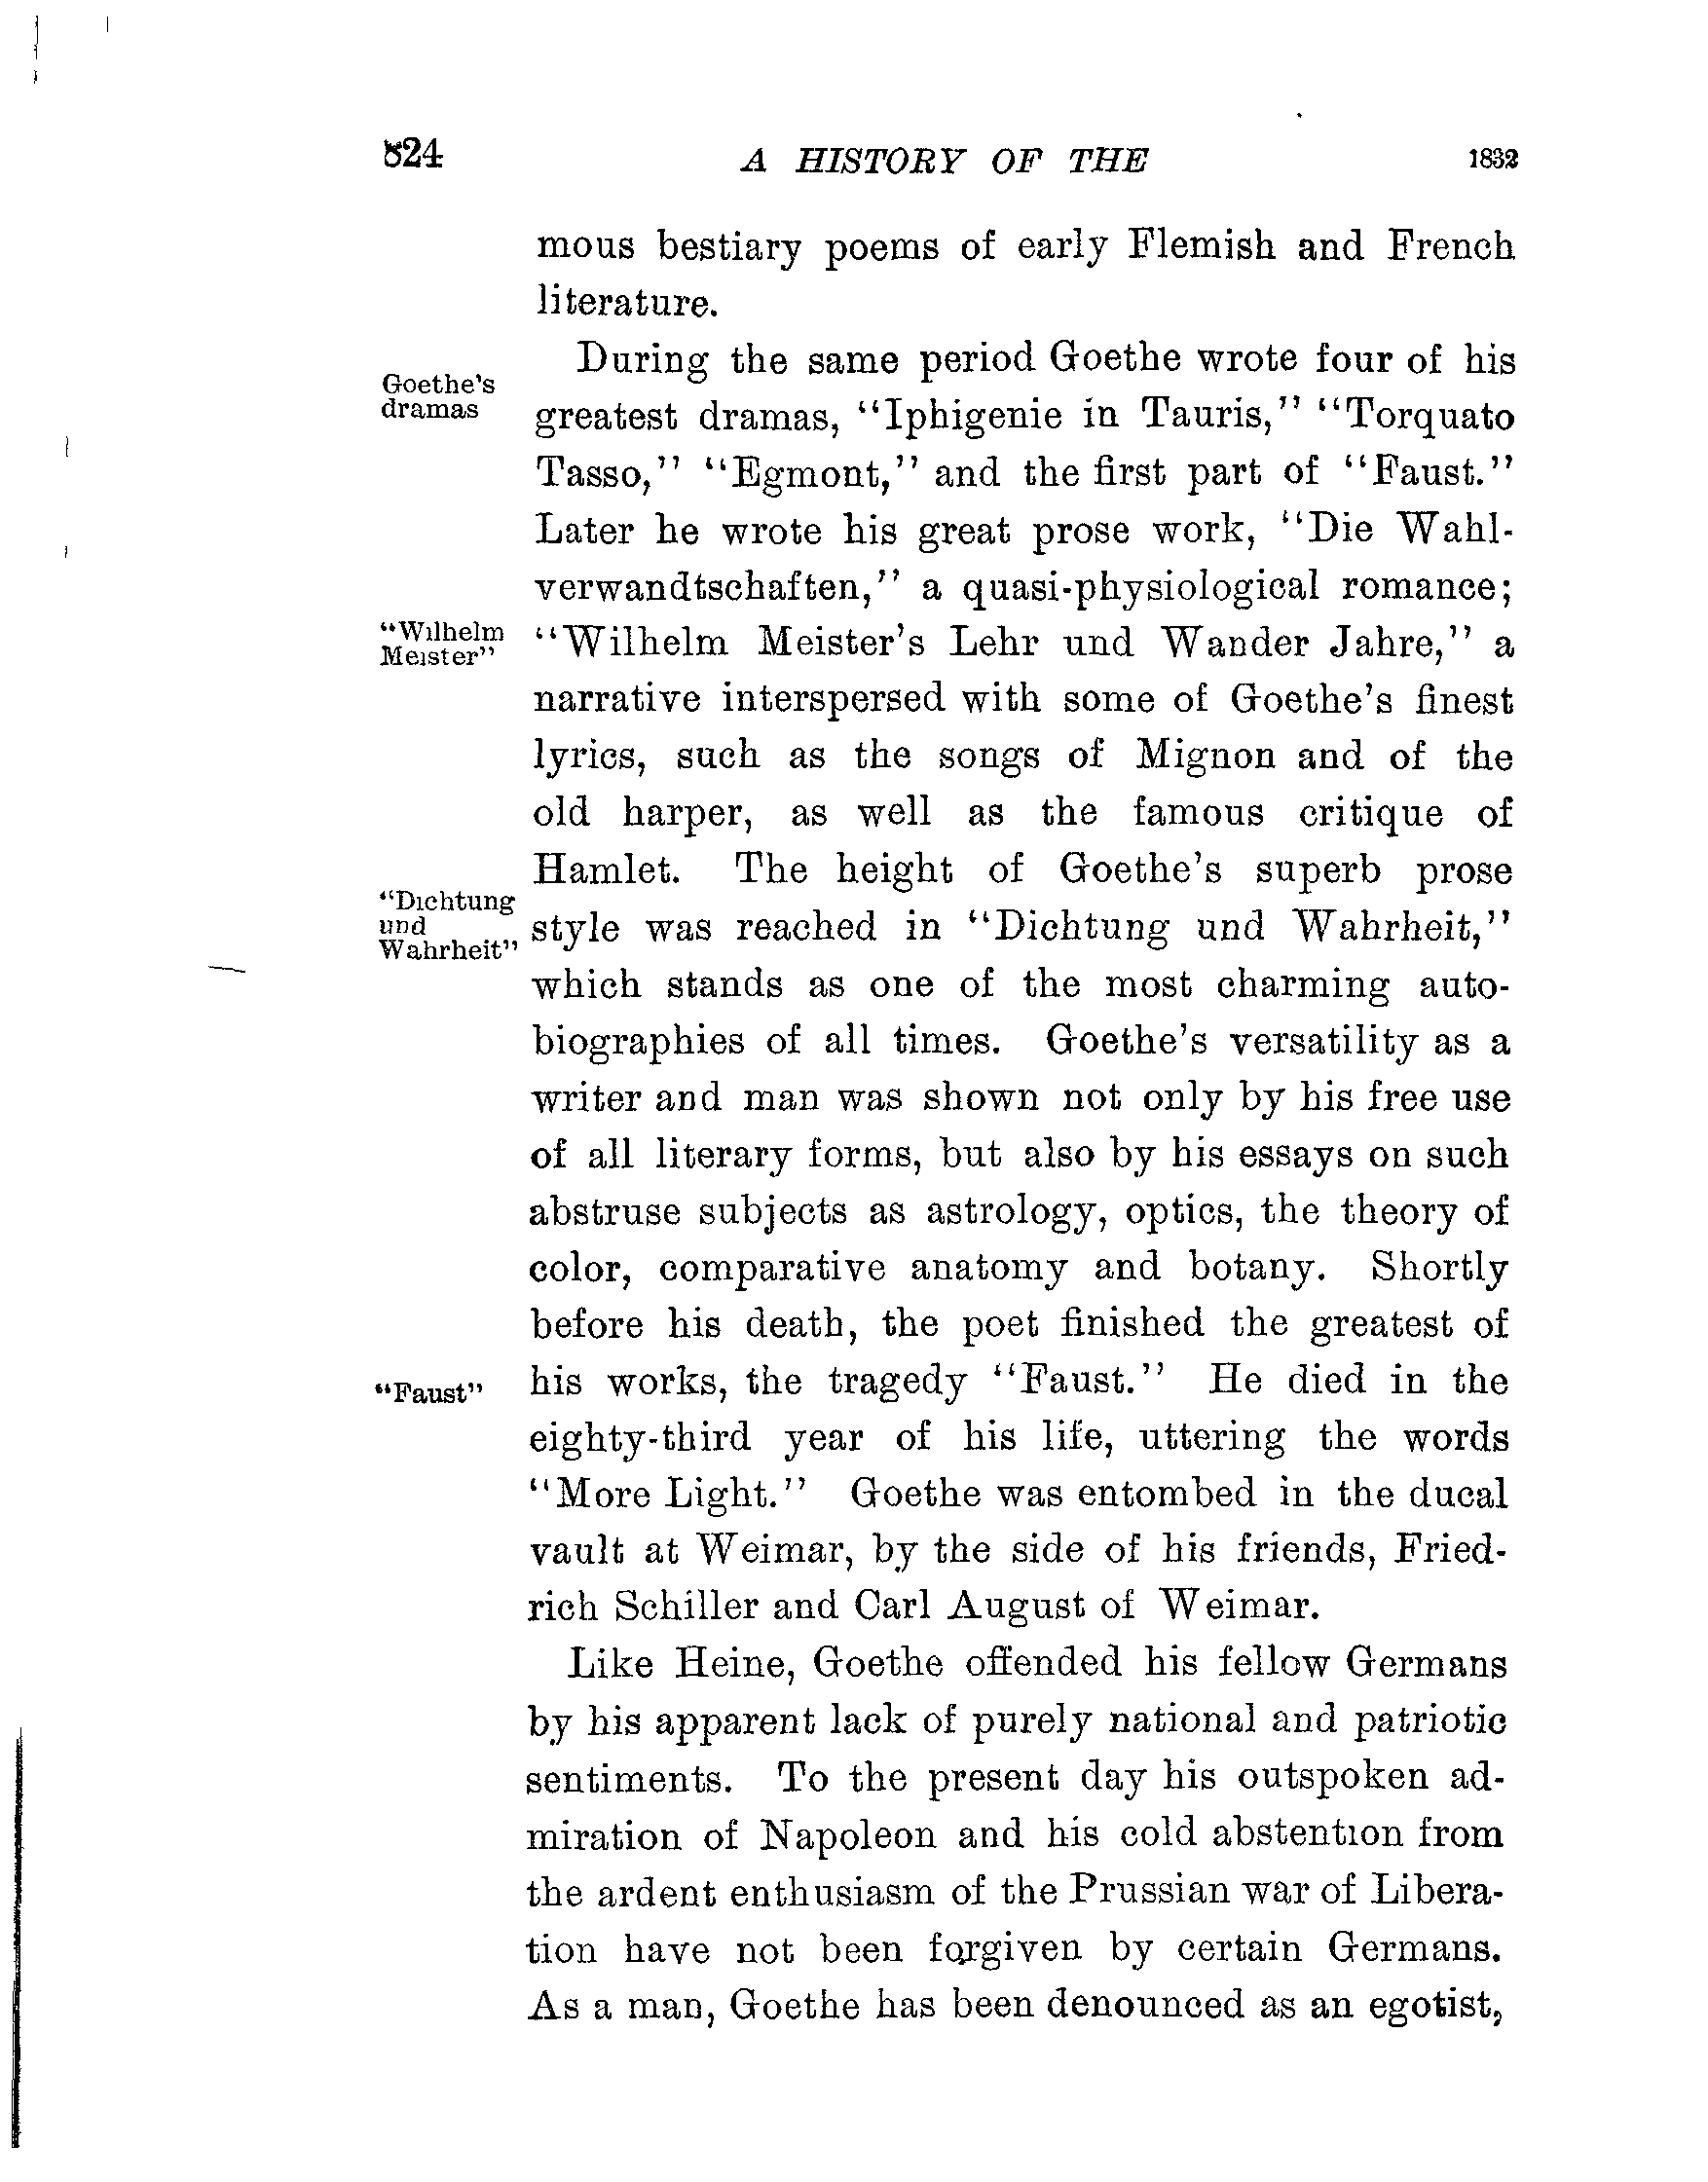 824 A HISTORY OF THE 1832
mous bestiary poems of early Flemish and French
literature.
Goethe's
dramas
During the same period Goethe wrote four of his
greatest dramas, "Iphigenie in Tauris," "Torquato
Tasso," "Egmont," and the first part of "Faust."
Later he wrote his great prose work, "Die Wahl-
verwandtschaften," a quasi-physiological romance;
"Wilhelm
Meister"
"Wilhelm Meister's Lehr und Wander Jahre," a
narrative interspersed with some of Goethe's finest
lyrics, such as the songs of Mignon and of the
old harper, as well as the famous critique of
Hamlet. The height of Goethe's superb prose
"Dichtung
und
Wahrheit"
style was reached in "Dichtung und Wahrheit,"
which stands as one of the most charming auto-
biographies of all times. Goethe's versatility as a
writer and man was shown not only by his free use
of all literary forms, but also by his essays on such
abstruse subjects as astrology, optics, the theory of
color, comparative anatomy and botany. Shortly
before his death, the poet finished the greatest of
"Faust"
his works, the tragedy "Faust." He died in the
eighty-third year of his life, uttering the words
"More Light." Goethe was entombed in the ducal
vault at Weimar, by the side of his friends, Fried-
rich Schiller and Carl August of Weimar.
Like Heine, Goethe offended his fellow Germans
by his apparent lack of purely national and patriotic
sentiments. To the present day his outspoken ad-
miration of Napoleon and his cold abstention from
the ardent enthusiasm of the Prussian war of Libera-
tion have not been forgiven by certain Germans.
As a man, Goethe has been denounced as an egotist,